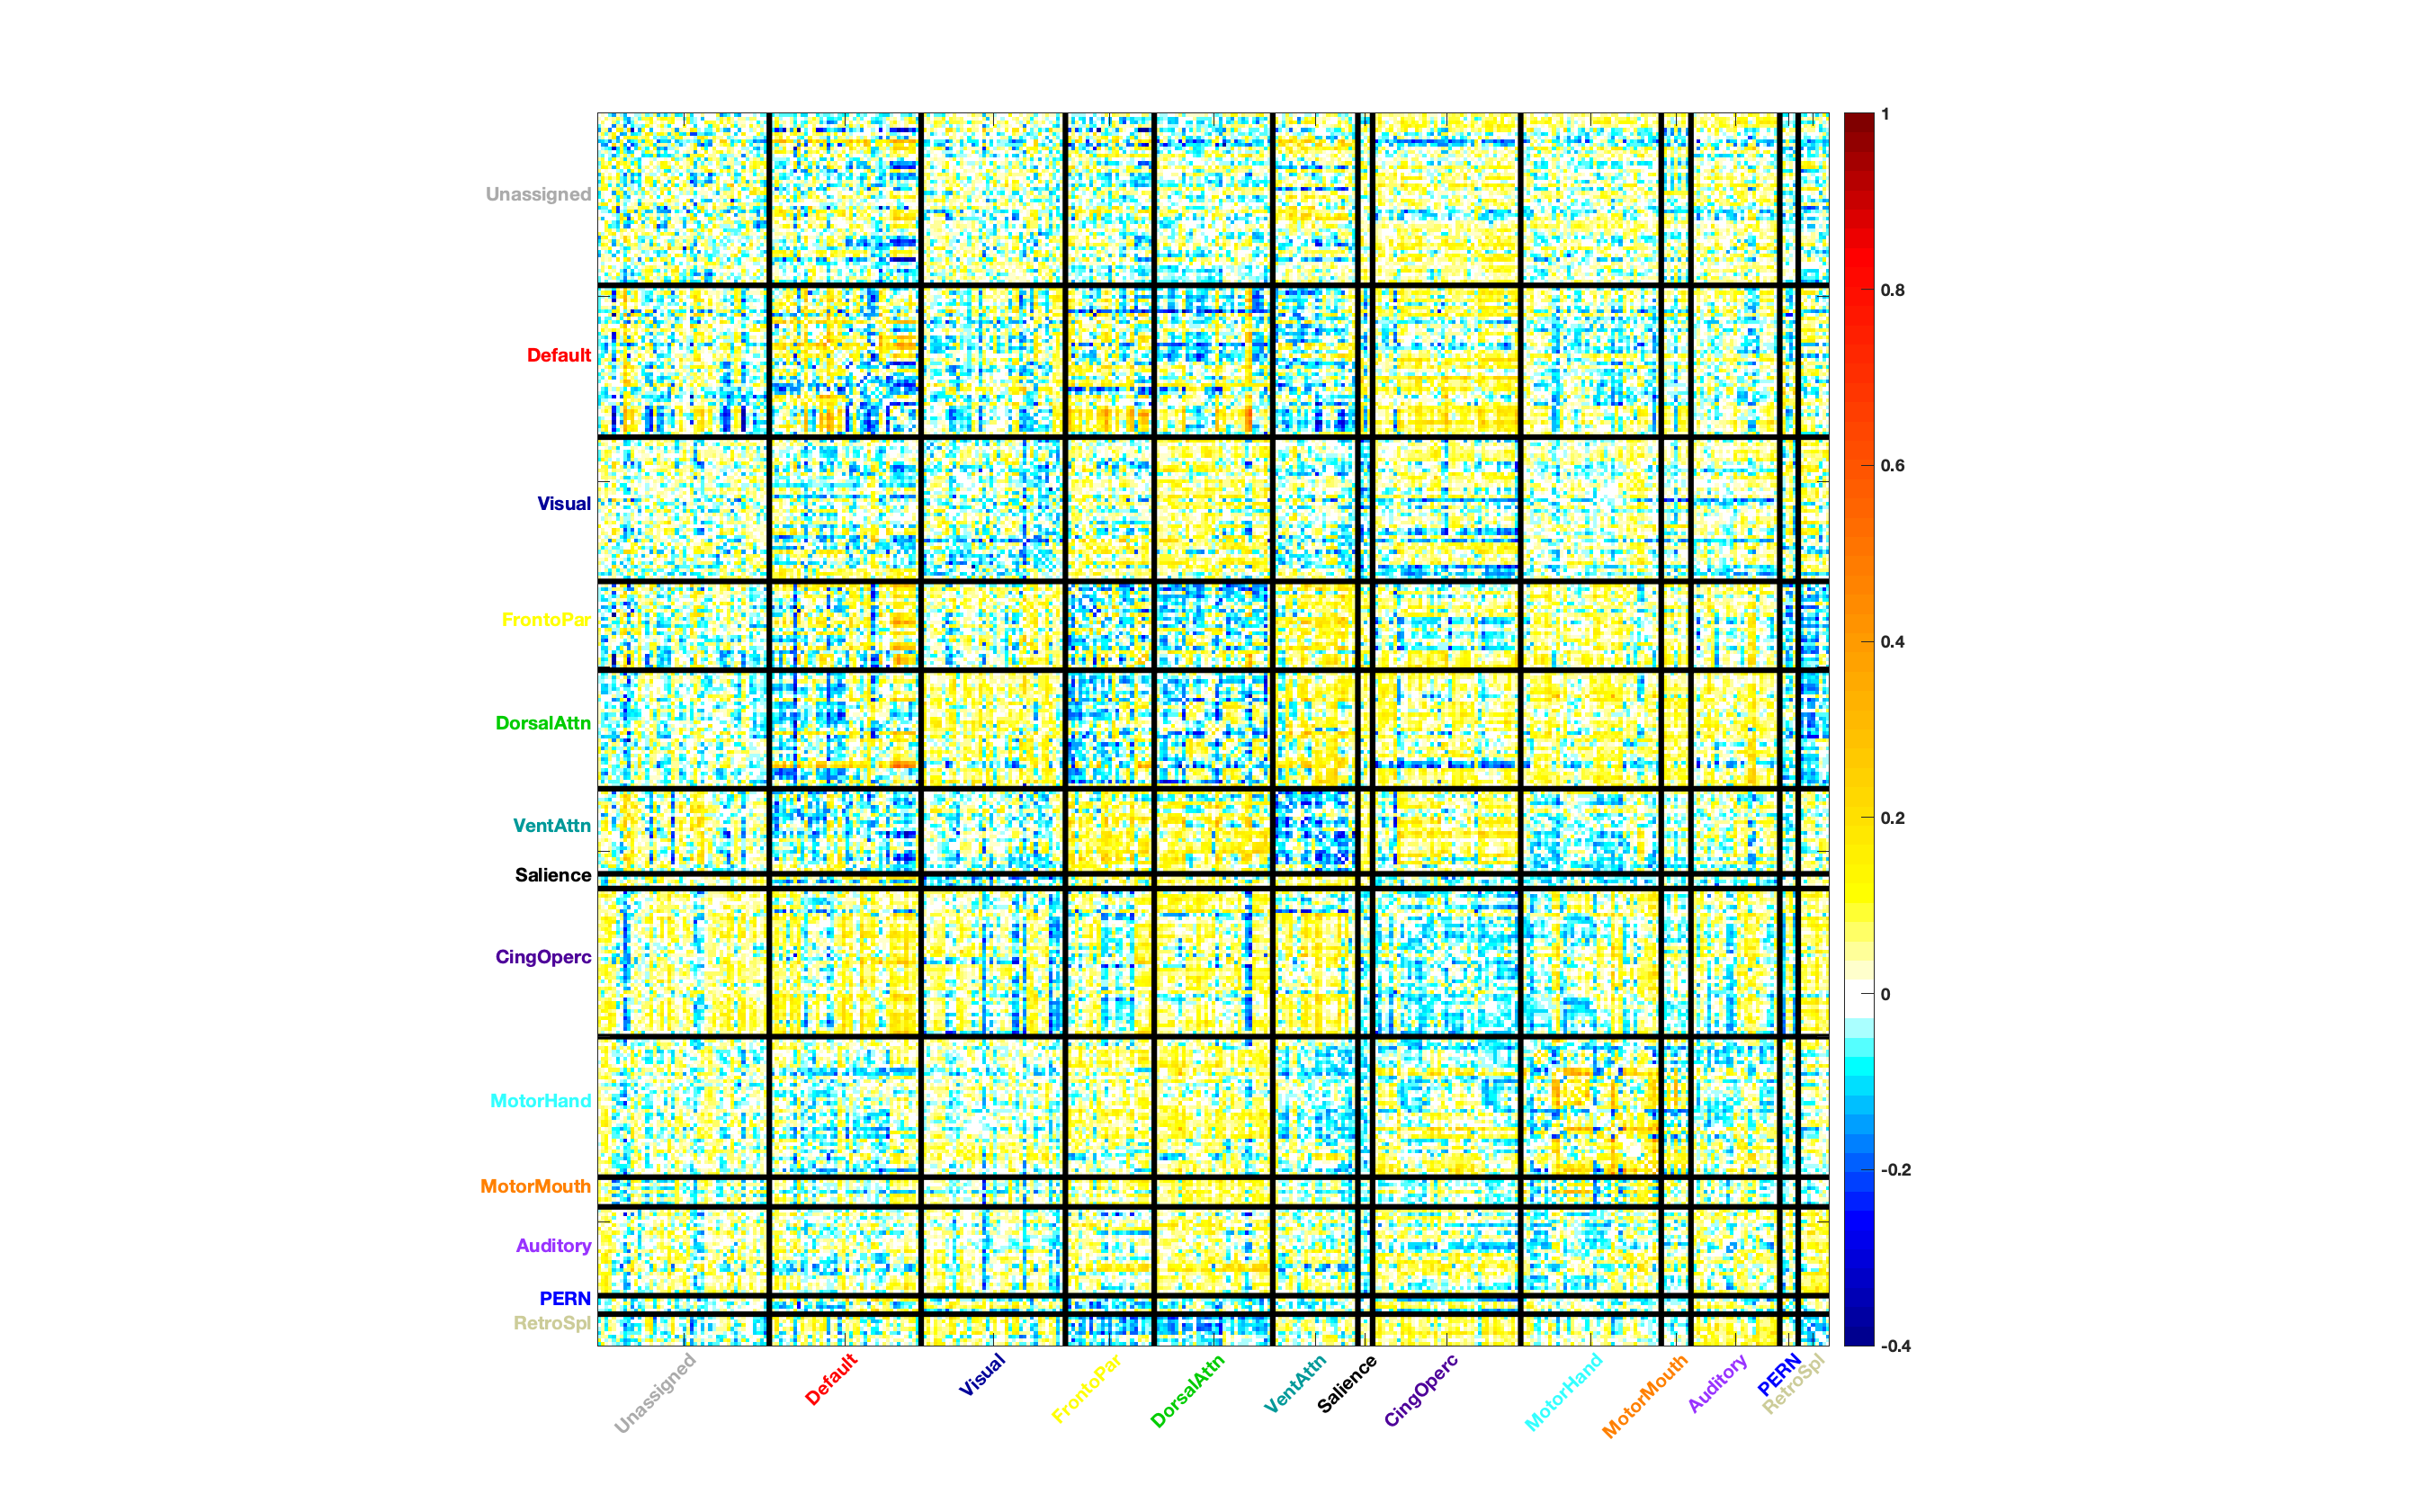 Unassigned
Default
Visual
FrontoPar
DorsalAttn
VentAttn
Salience
CingOperc
MotorHand
MotorMouth
Auditory
PERN
RetroSpl
Unassigned
Default
Visual
FrontoPar
DorsalAttn
VentAttn
Salience
CingOperc
MotorHand
MotorMouth
Auditory
PERN
RetroSpl
1
0.8
0.6
0.4
0.2
0
-0.2
-0.4